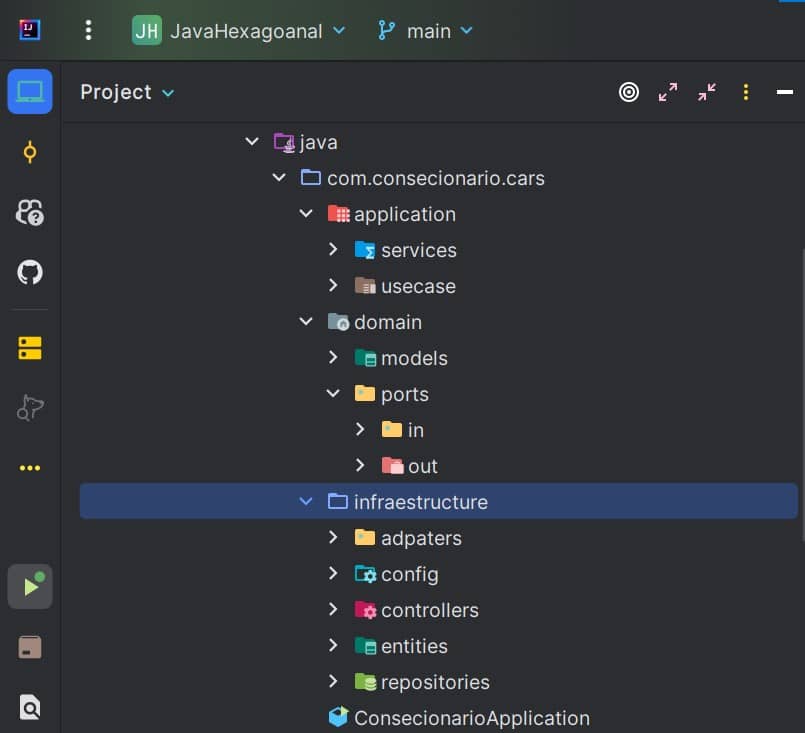 IJ JH JavaHexagoanal main
Project
java
com.consecionario.cars
application
services
usecase
domain
models
ports
in
out
infraestructure
adpaters
config
controllers
entities
repositories
ConsecionarioApplication